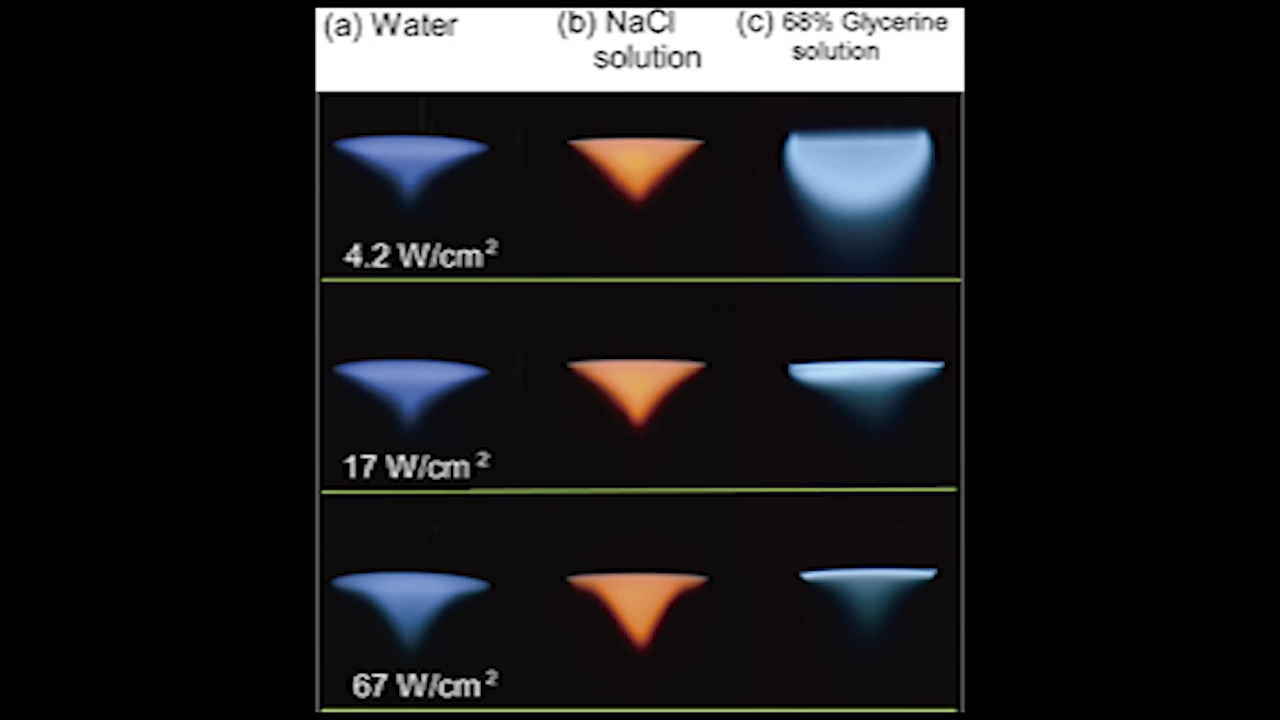 (a) Water
(b) NaCl
solution
(c) 68% Glycerine
solution
4.2 W/cm²
17 W/cm²
67 W/cm²